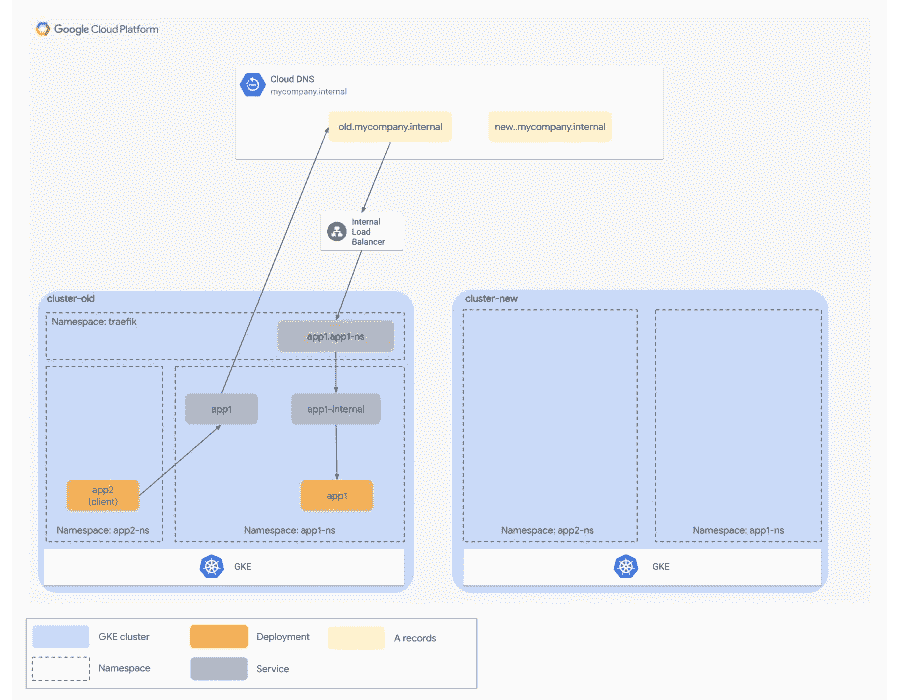 Google Cloud Platform
Cloud DNS
mycompany.internal
old.mycompany.internal
new..mycompany.internal
Internal
Load
Balancer
cluster-old
cluster-new
Namespace: traefik
app1.app1-ns
app1
app1-internal
app2
(client)
app1
Namespace: app2-ns
Namespace: app1-ns
Namespace: app2-ns
Namespace: app1-ns
GKE
GKE
GKE cluster
Deployment
A records
Namespace
Service